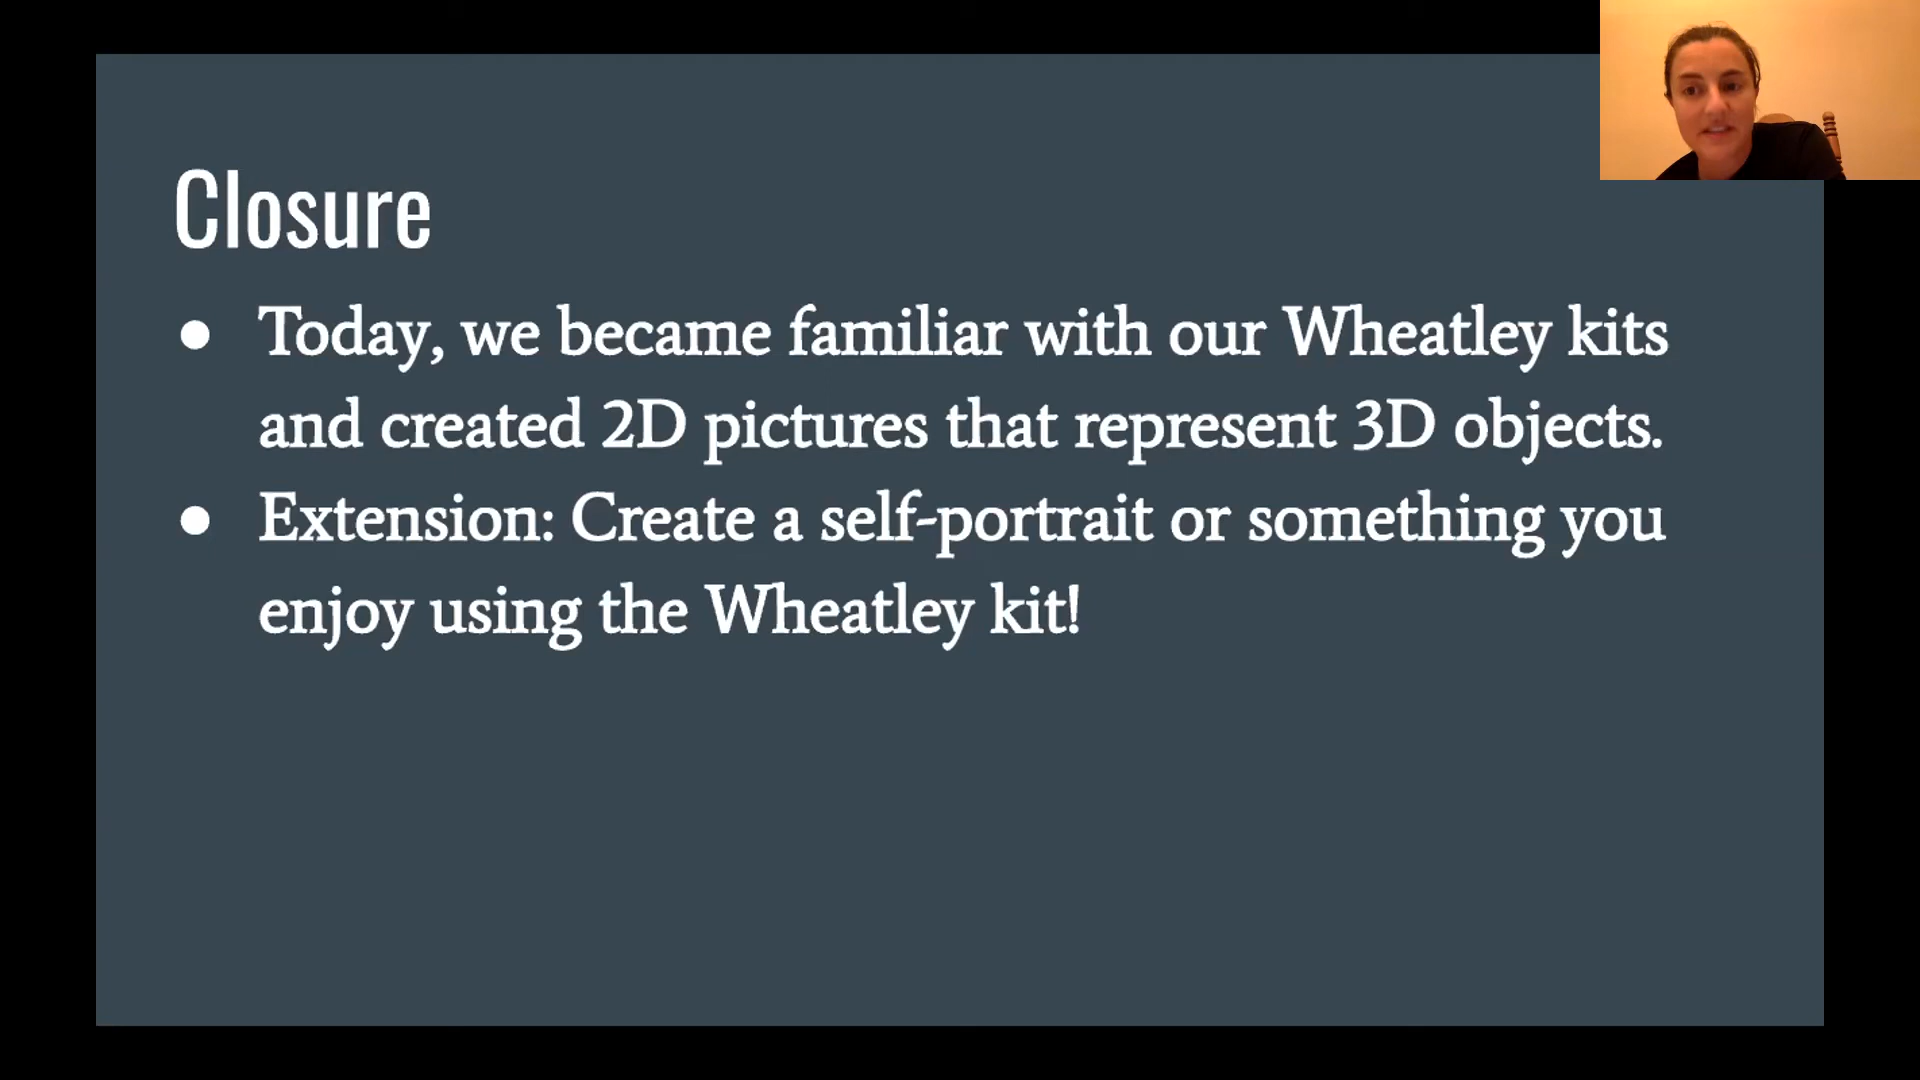 Closure
● Today, we became familiar with our Wheatley kits
and created 2D pictures that represent 3D objects.
● Extension: Create a self-portrait or something you
enjoy using the Wheatley kit!